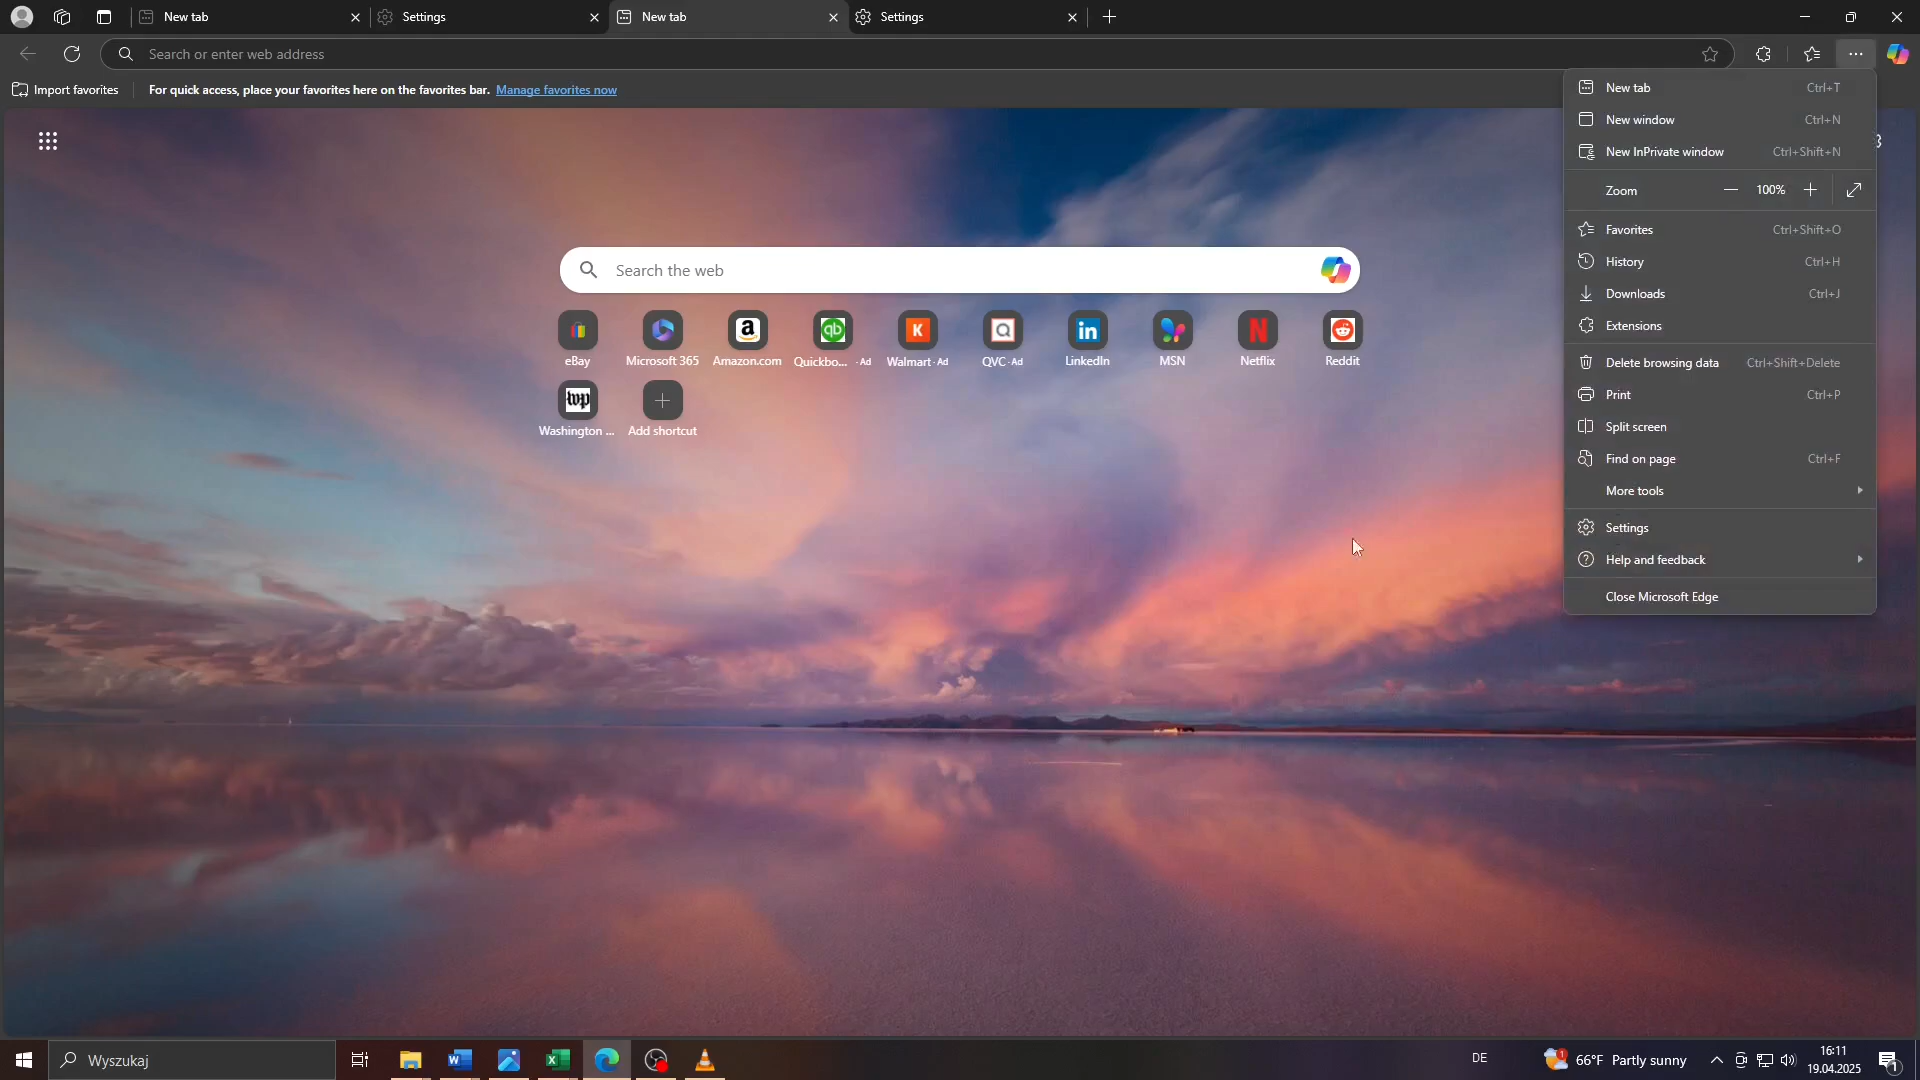 New tab
Settings
New tab
Settings
Search or enter web address
Import favorites
For quick access, place your favorites here on the favorites bar. Manage favorites now
New tab Ctrl+T
New window Ctrl+N
New InPrivate window Ctrl+Shift+N
Zoom 100%
Favorites Ctrl+Shift+O
History Ctrl+H
Downloads Ctrl+J
Extensions
Delete browsing data Ctrl+Shift+Delete
Print Ctrl+P
Split screen
Find on page Ctrl+F
More tools
Settings
Help and feedback
Close Microsoft Edge
Search the web
a
qb
K
Q
in
N
eBay
Microsoft 365
Amazon.com
Quickbo... · Ad
Walmart · Ad
QVC · Ad
LinkedIn
MSN
Netflix
Reddit
wp
Washington ...
Add shortcut
Wyszukaj
W
X
DE
1
66°F Partly sunny
16:11
19.04.2025
1